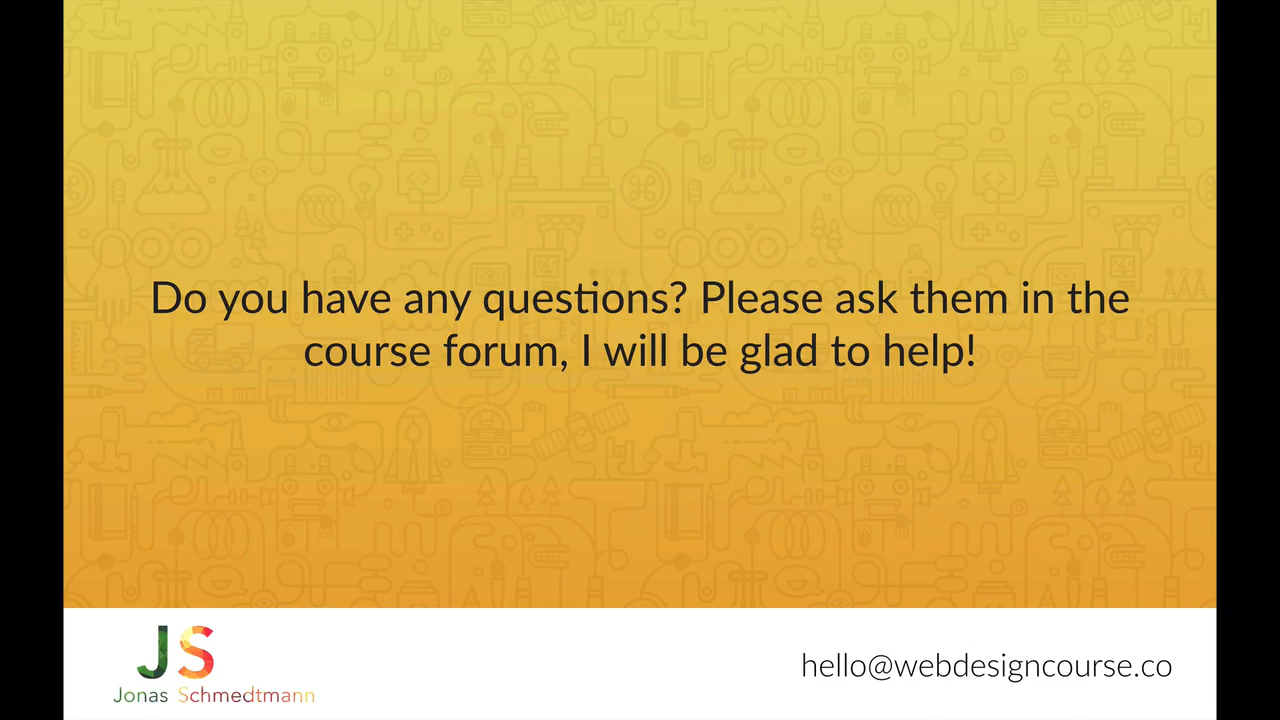 Do you have any questions? Please ask them in the
course forum, I will be glad to help!
JS
Jonas Schmedtmann
hello@webdesigncourse.co